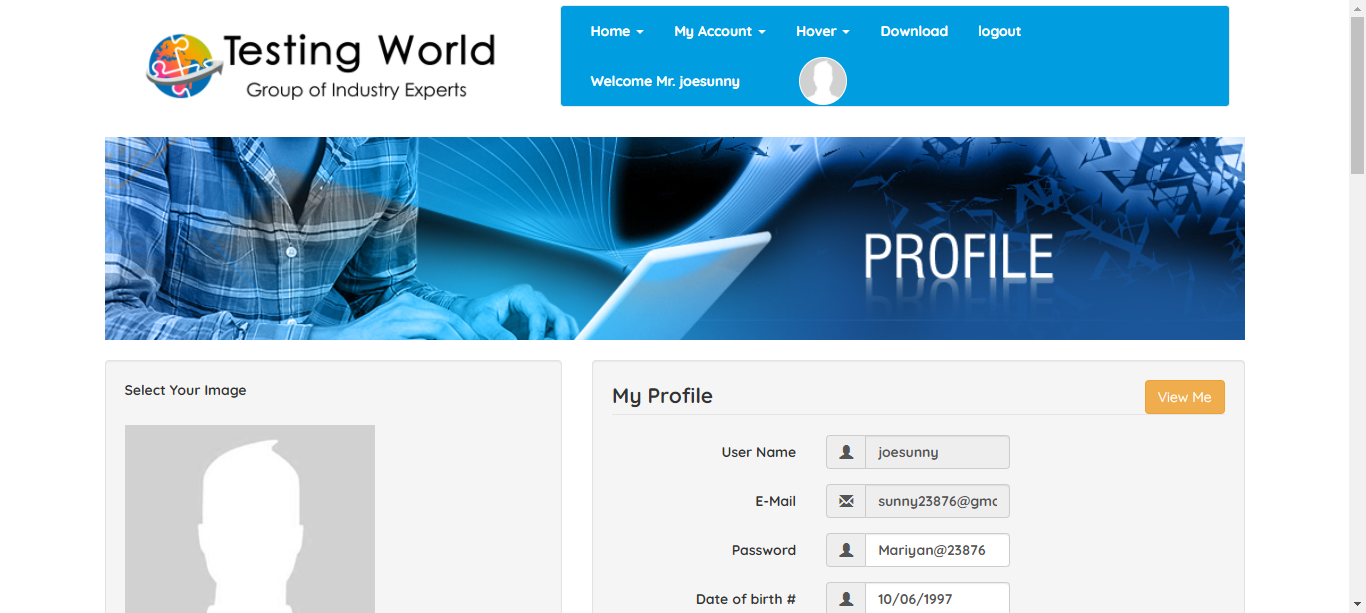 Testing World
Group of Industry Experts
Home My Account Hover Download logout
Welcome Mr. joesunny
PROFILE
Select Your Image
My Profile
View Me
User Name joesunny
E-Mail sunny23876@gma
Password Mariyan@23876
Date of birth # 10/06/1997